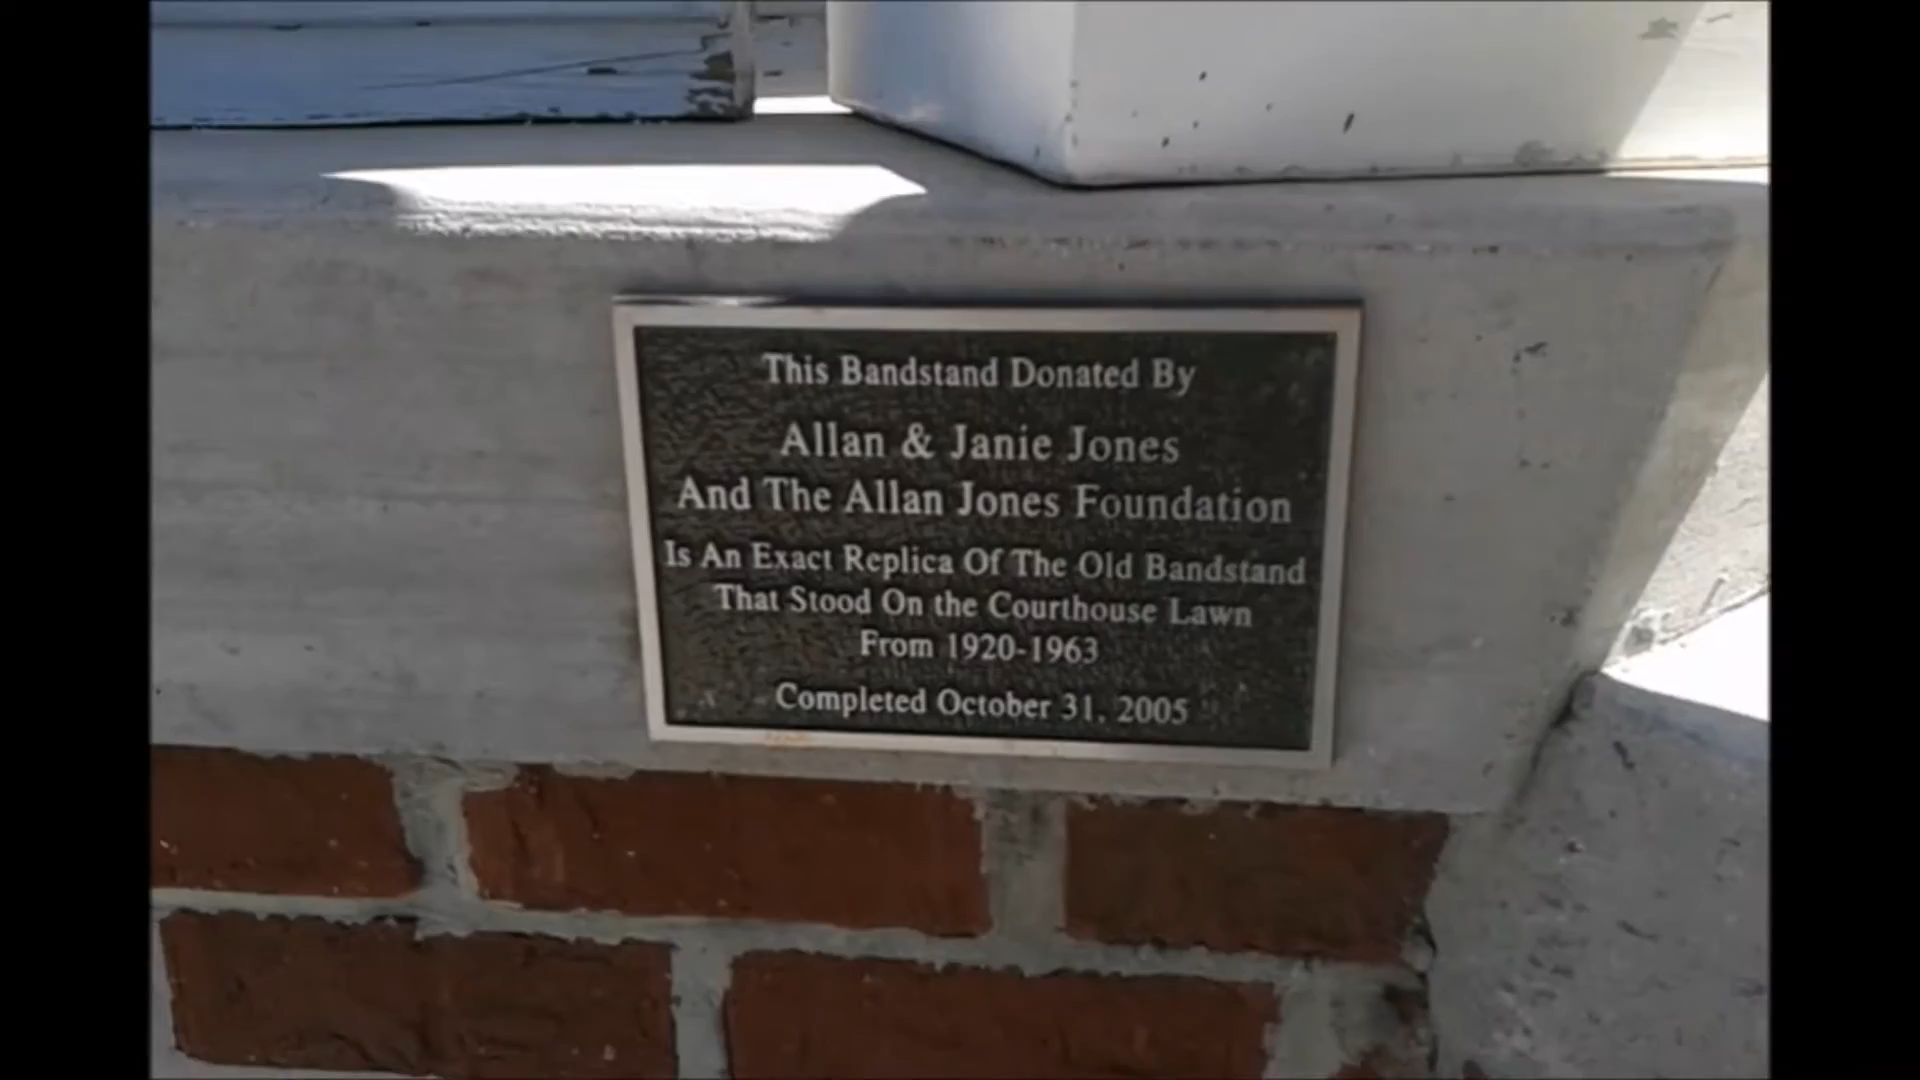 This Bandstand Donated By
Allan & Janie Jones
And The Allan Jones Foundation
Is An Exact Replica Of The Old Bandstand
That Stood On the Courthouse Lawn
From 1920-1963
Completed October 31, 2005